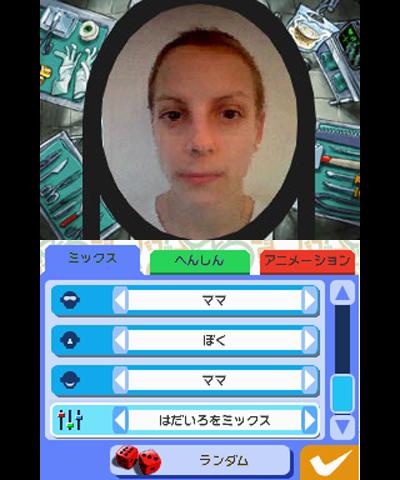 ミックス
へんしん
アニメーション
ママ
ぼく
ママ
はだいろをミックス
ランダム